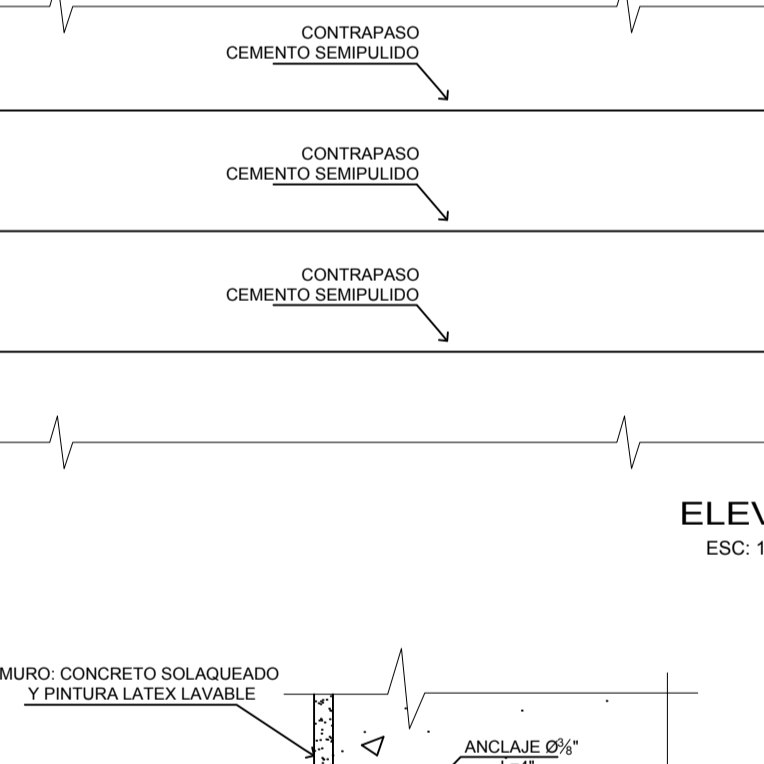 CONTRAPASO
CEMENTO SEMIPULIDO
CONTRAPASO
CEMENTO SEMIPULIDO
CONTRAPASO
CEMENTO SEMIPULIDO
ESC: 1
MURO: CONCRETO SOLAQUEADO
Y PINTURA LATEX LAVABLE
ANCLAJE Ø⅜"